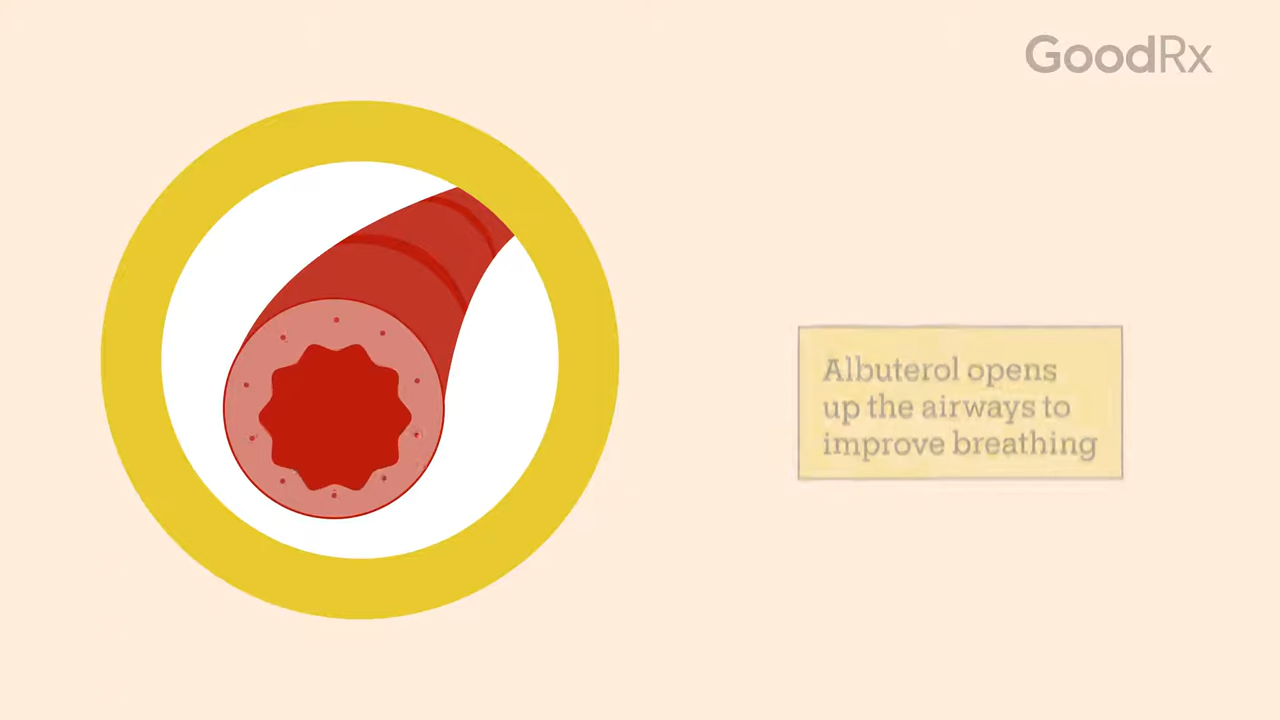 GoodRx
Albuterol opens
up the airways to
improve breathing